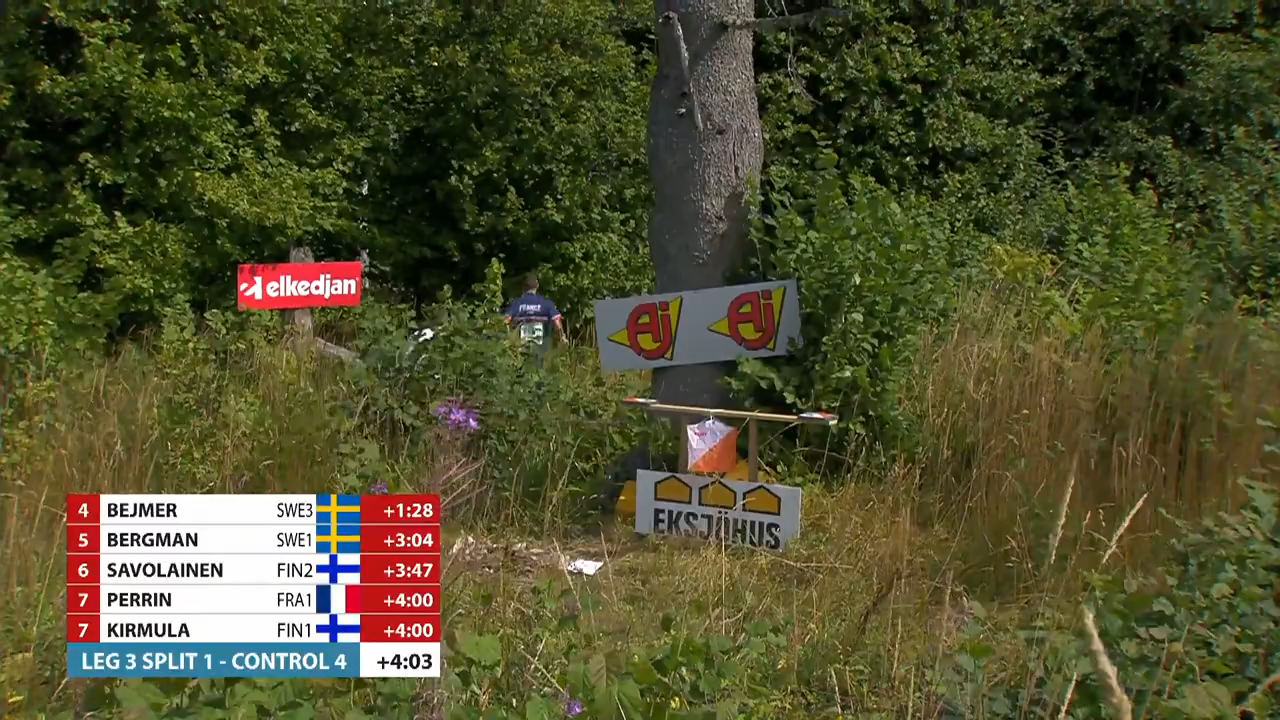 elkedjan
FRANCE
Aj Aj
EKSJÖHUS
4 BEJMER SWE3 +1:28
5 BERGMAN SWE1 +3:04
6 SAVOLAINEN FIN2 +3:47
7 PERRIN FRA1 +4:00
7 KIRMULA FIN1 +4:00
LEG 3 SPLIT 1 - CONTROL 4 +4:03